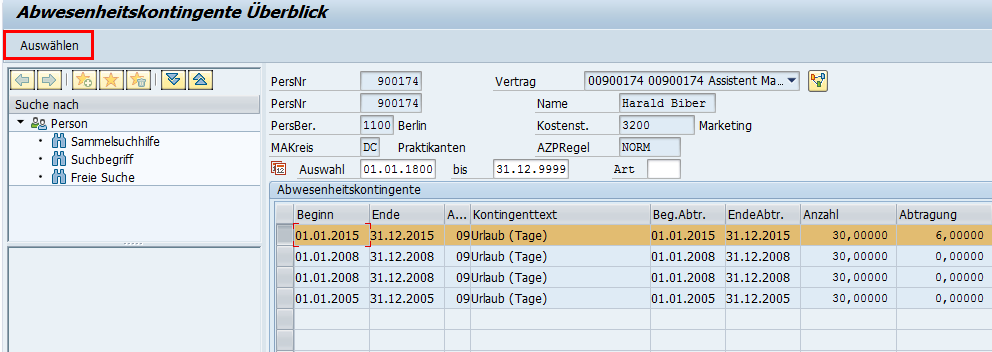 Abwesenheitskontingente Überblick
Auswählen
PersNr 900174 Vertrag 00900174 00900174 Assistent Ma...
Suche nach
PersNr 900174 Name Harald Biber
Person
PersBer. 1100 Berlin Kostenst. 3200 Marketing
Sammelsuchhilfe
MAKreis DC Praktikanten AZPRegel NORM
Suchbegriff
Auswahl 01.01.1800 bis 31.12.9999 Art
Freie Suche
Abwesenheitskontingente
Beginn Ende A... Kontingenttext Beg.Abtr. EndeAbtr. Anzahl Abtragung
01.01.2015 31.12.2015 09 Urlaub (Tage) 01.01.2015 31.12.2015 30,00000 6,00000
01.01.2008 31.12.2008 09 Urlaub (Tage) 01.01.2008 31.12.2008 30,00000 0,00000
01.01.2008 31.12.2008 09 Urlaub (Tage) 01.01.2008 31.12.2008 30,00000 0,00000
01.01.2005 31.12.2005 09 Urlaub (Tage) 01.01.2005 31.12.2005 30,00000 0,00000